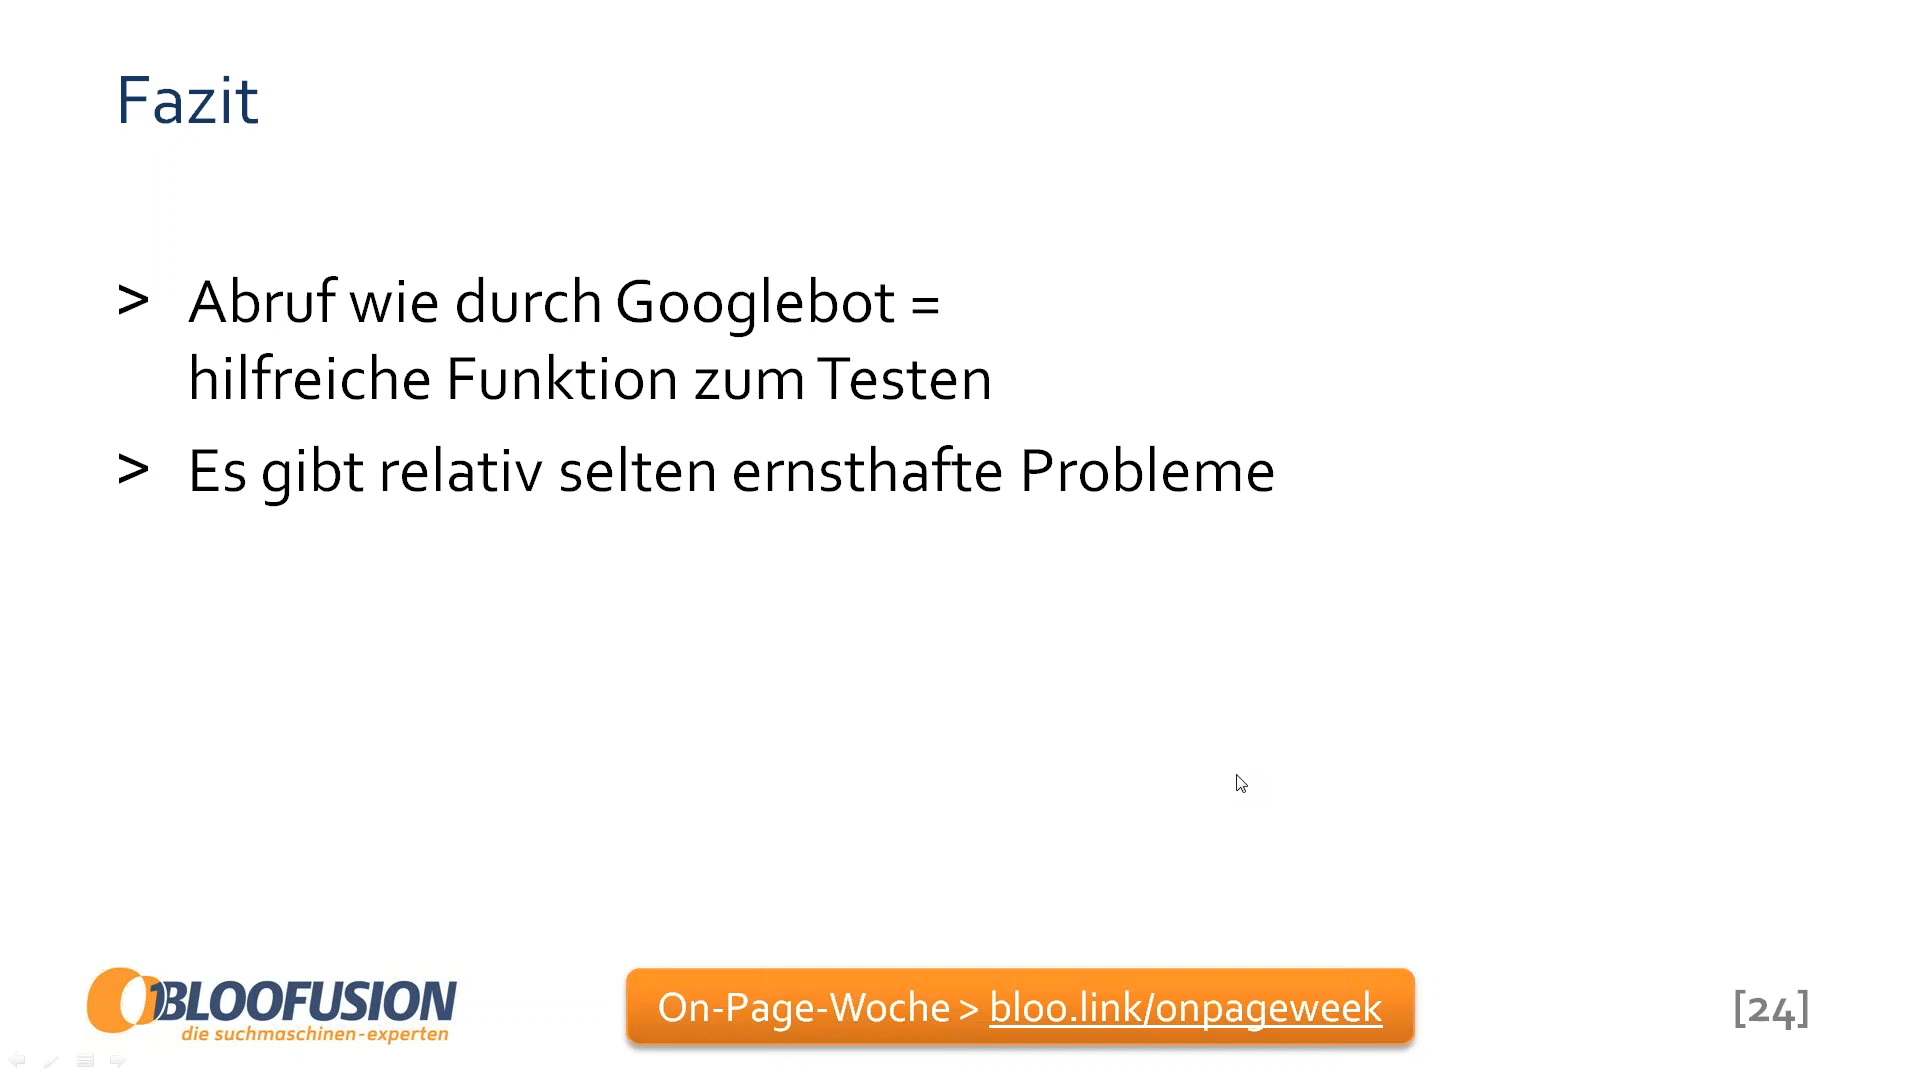 Fazit
> Abruf wie durch Googlebot =
hilfreiche Funktion zum Testen
> Es gibt relativ selten ernsthafte Probleme
BLOOFUSION
die suchmaschinen-experten
On-Page-Woche > bloo.link/onpageweek
[24]